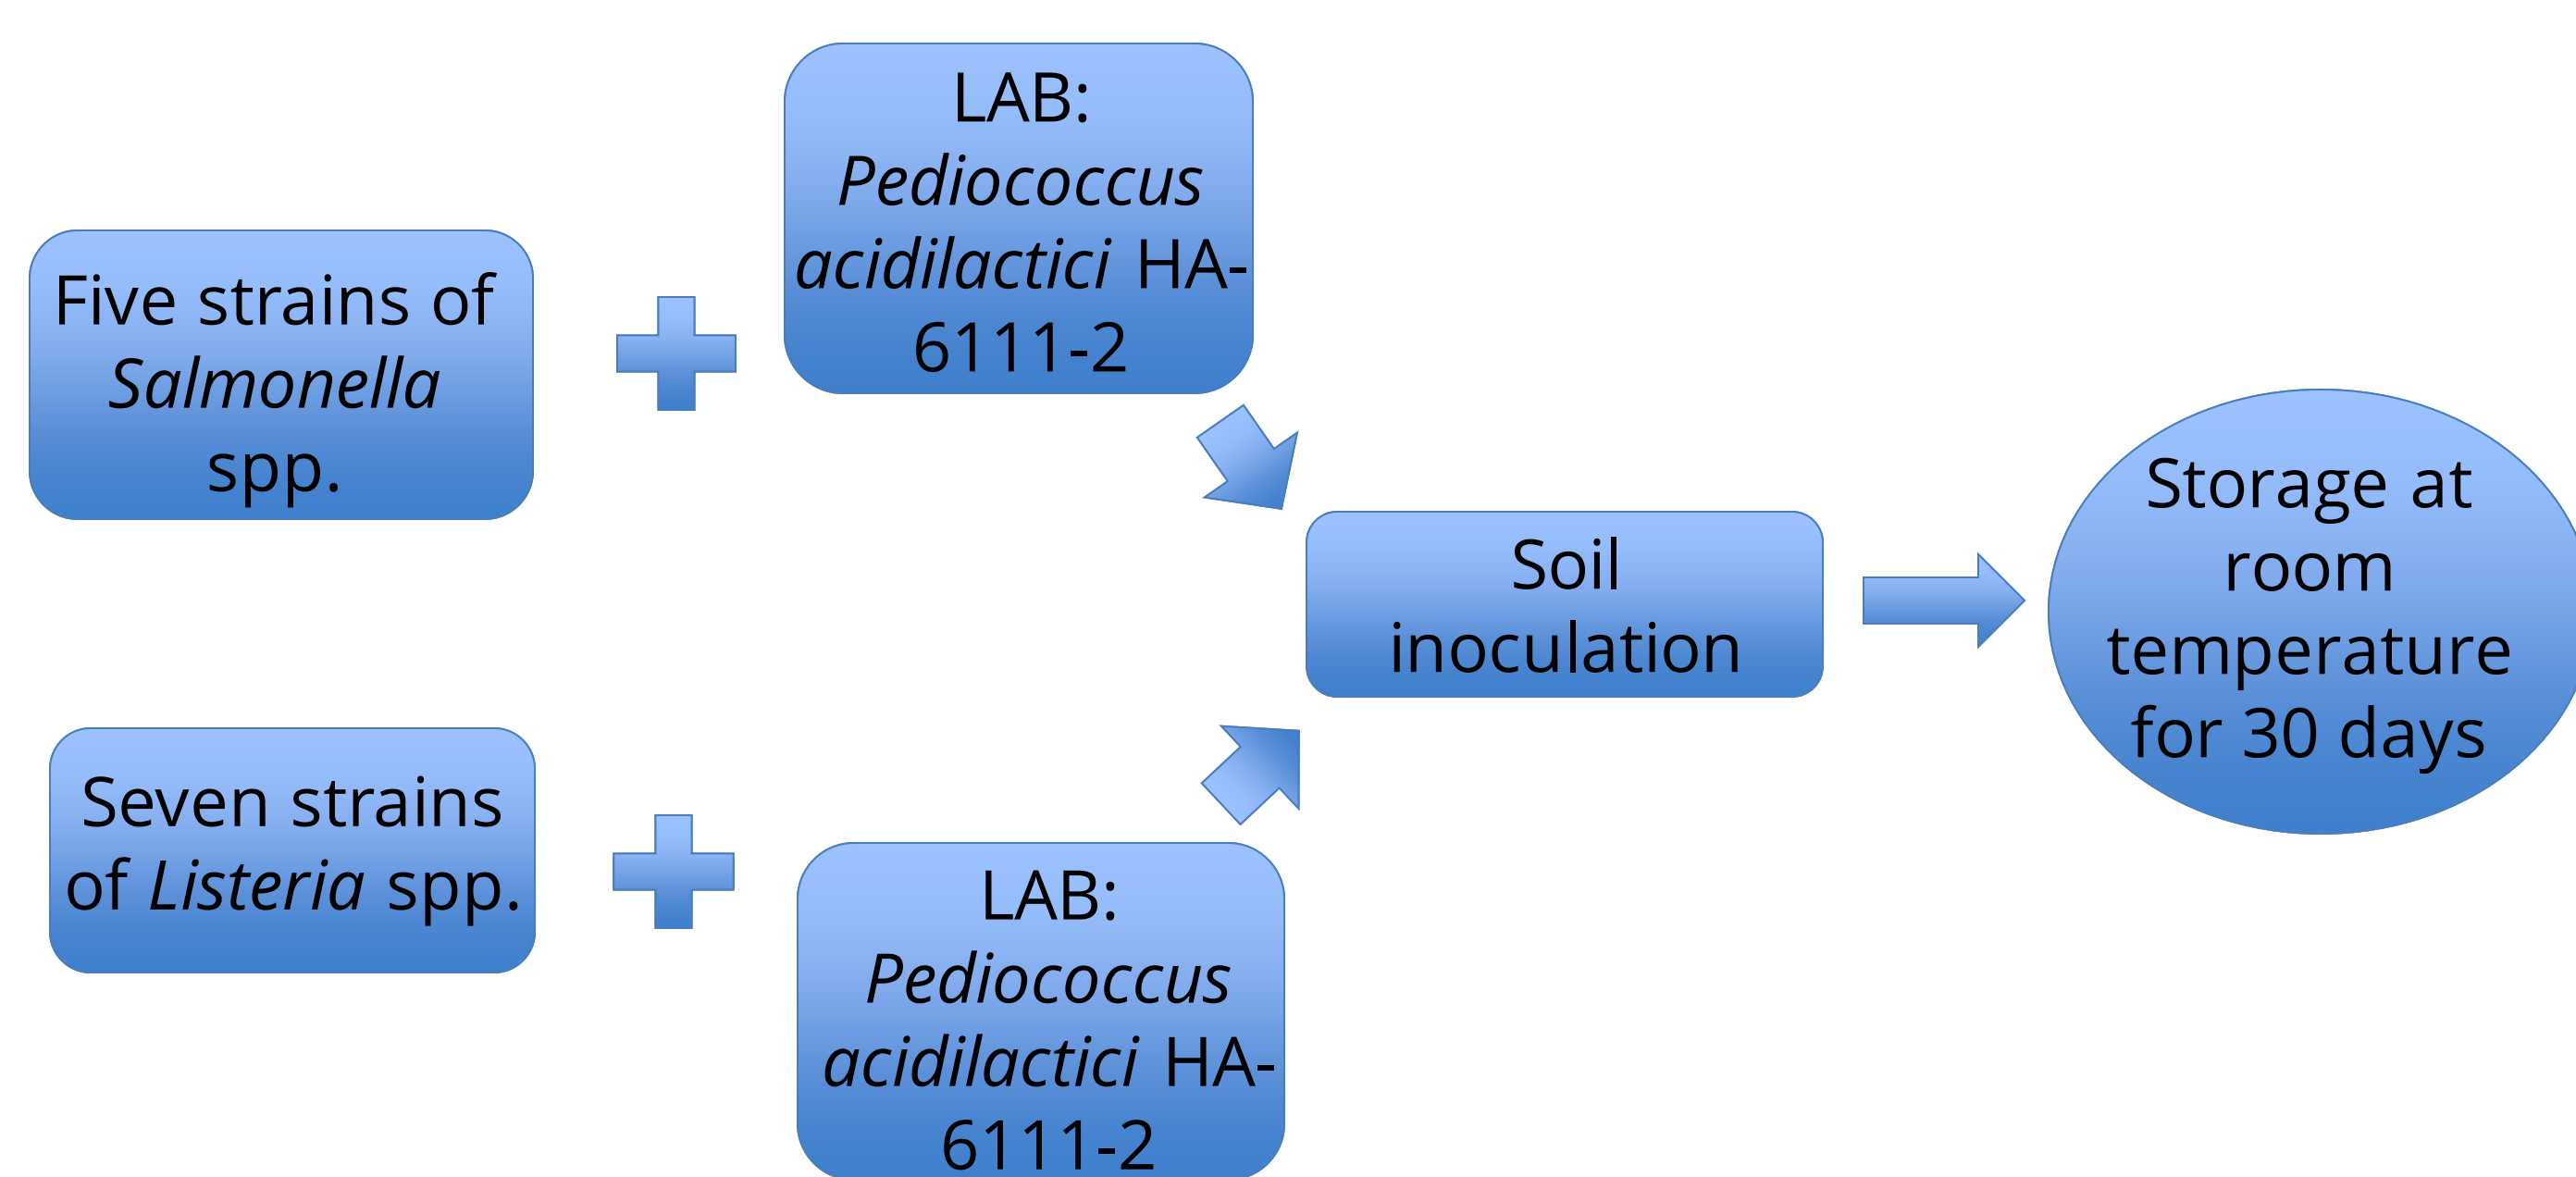 Five strains of
Salmonella
spp.
LAB:
Pediococcus
acidilactici HA-
6111-2
Seven strains
of Listeria spp.
LAB:
Pediococcus
acidilactici HA-
6111-2
Soil
inoculation
Storage at
room
temperature
for 30 days